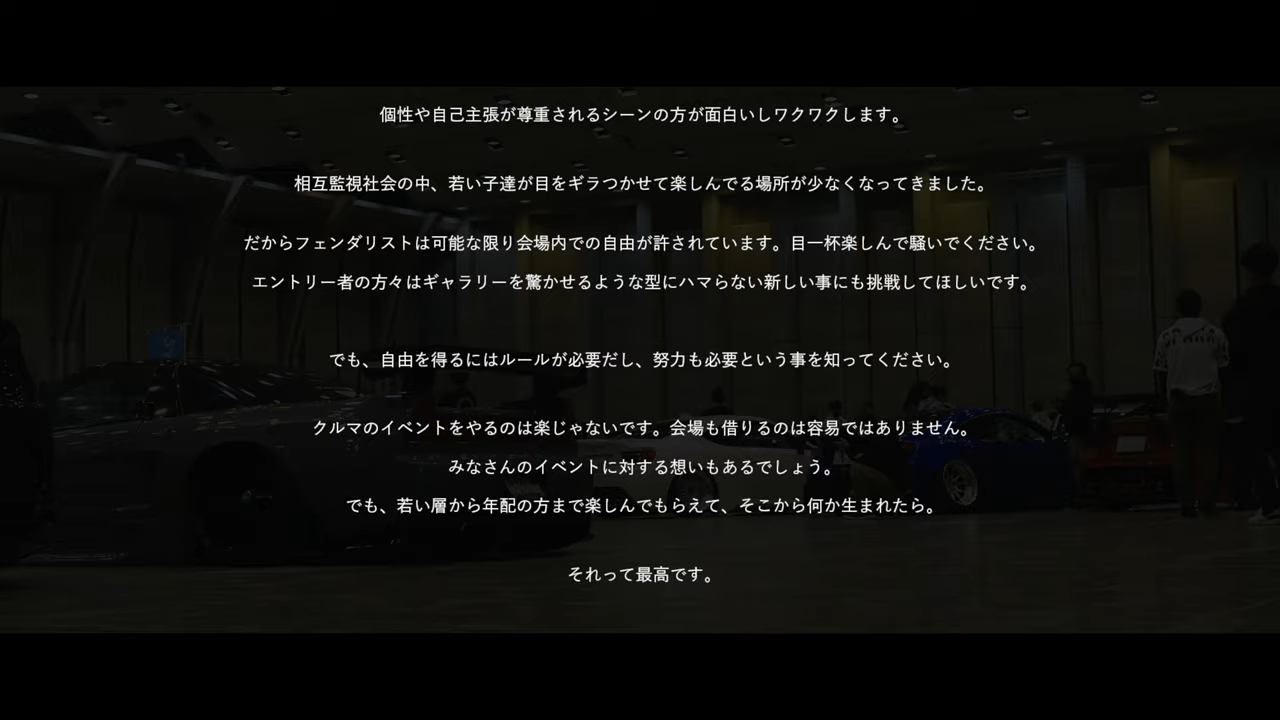 個性や自己主張が尊重されるシーンの方が面白いしワクワクします。
相互監視社会の中、若い子達が目をギラつかせて楽しんでる場所が少なくなってきました。
だからフェンダリストは可能な限り会場内での自由が許されています。目一杯楽しんで騒いでください。
エントリー者の方々はギャラリーを驚かせるような型にハマらない新しい事にも挑戦してほしいです。
でも、自由を得るにはルールが必要だし、努力も必要という事を知ってください。
クルマのイベントをやるのは楽じゃないです。会場も借りるのは容易ではありません。
みなさんのイベントに対する想いもあるでしょう。
でも、若い層から年配の方まで楽しんでもらえて、そこから何か生まれたら。
それって最高です。